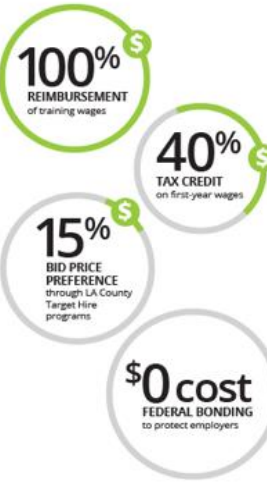 $
100%
REIMBURSEMENT
of training wages
40%
$
TAX CREDIT
on first-year wages
$
15%
BID PRICE
PREFERENCE
through LA County
Target Hire
programs
$0 cost
FEDERAL BONDING
to protect employers